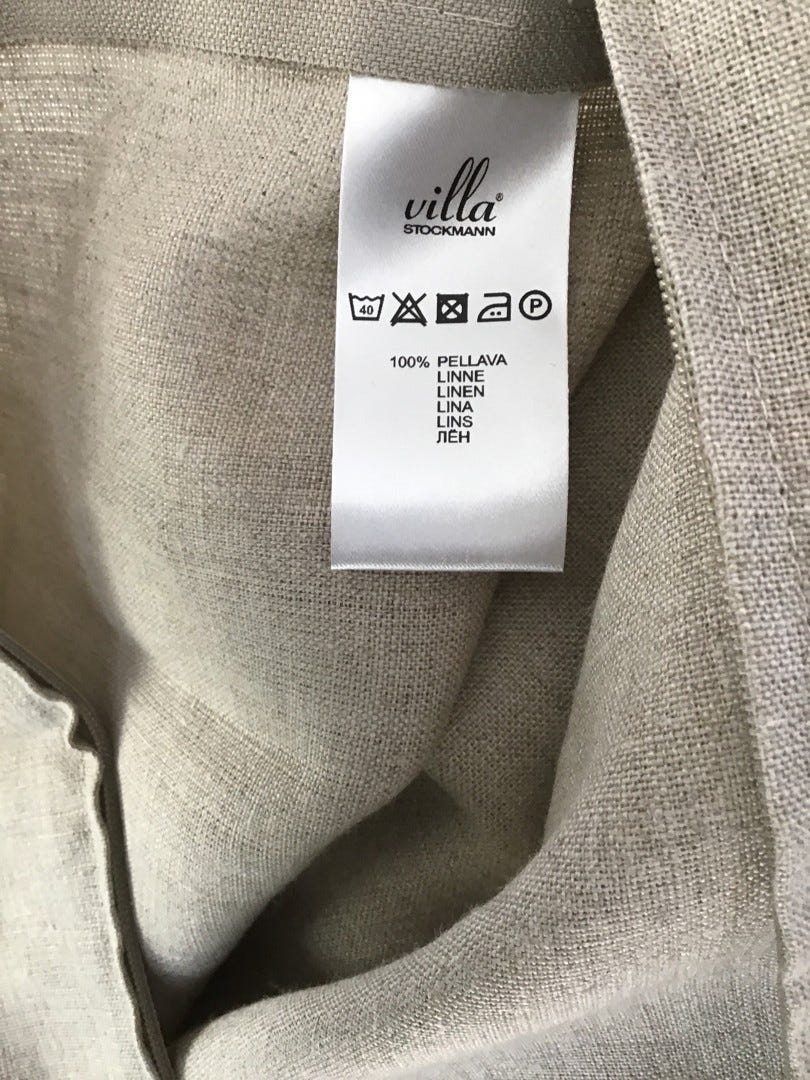 villa®
STOCKMANN
40 P
100% PELLAVA
LINNE
LINEN
LINA
LINS
ЛЁН